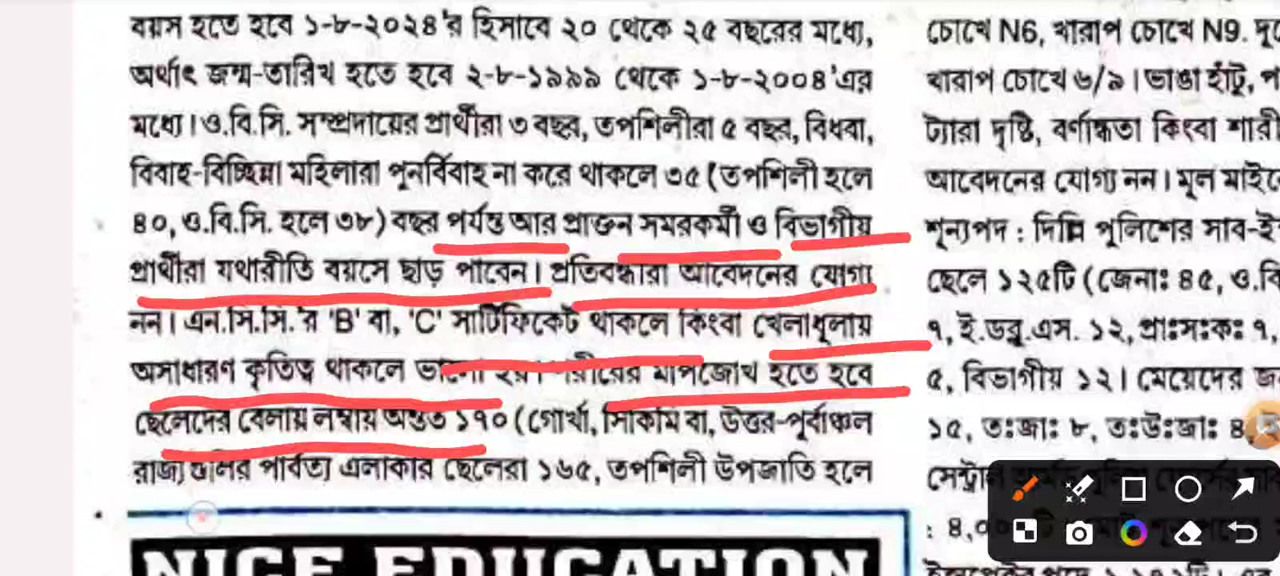 বয়স হতে হবে ১-৮-২০২৪'র হিসাবে ২০ থেকে ২৫ বছরের মধ্যে,
অর্থাৎ জন্ম-তারিখ হতে হবে ২-৮-১৯৯৯ থেকে ১-৮-২০০৪'এর
মধ্যে। ও.বি.সি. সম্প্রদায়ের প্রার্থীরা ৩ বছর, তপশিলীরা ৫ বছর, বিধবা,
বিবাহ-বিচ্ছিন্না মহিলারা পুনর্বিবাহ না করে থাকলে ৩৫ (তপশিলী হলে
৪০, ও.বি.সি. হলে ৩৮) বছর পর্যন্ত আর প্রাক্তন সমরকর্মী ও বিভাগীয়
প্রার্থীরা যথারীতি বয়সে ছাড় পাবেন। প্রতিবন্ধীরা আবেদনের যোগ্য
নন। এন.সি.সি.'র 'B' বা, 'C' সার্টিফিকেট থাকলে কিংবা খেলাধূলায়
অসাধারণ কৃতিত্ব থাকলে ভালো হয়। শরীরের মাপজোখ হতে হবে
ছেলেদের বেলায় লম্বায় অন্তত ১৭০ (গোর্খা, সিকিমি বা, উত্তর-পূর্বাঞ্চল
রাজ্যগুলির পার্বত্য এলাকার ছেলেরা ১৬৫, তপশিলী উপজাতি হলে
NICE EDUCATION
চোখে N6, খারাপ চোখে N9. দূ
খারাপ চোখে ৬/৯। ভাঙা হাঁটু, প
ট্যারা দৃষ্টি, বর্ণান্ধতা কিংবা শারী
আবেদনের যোগ্য নন। মূল মাইনে
শূন্যপদ : দিল্লি পুলিশের সাব-ই
ছেলে ১২৫টি (জেনাঃ ৪৫, ও.বি
৭, ই.ডব্লু.এস. ১২, প্রাঃসঃকঃ ৭,
৫, বিভাগীয় ১২। মেয়েদের জ
১৫, তঃজাঃ ৮, তঃউঃজাঃ ৪
সেন্ট্রাল
: ৪,০